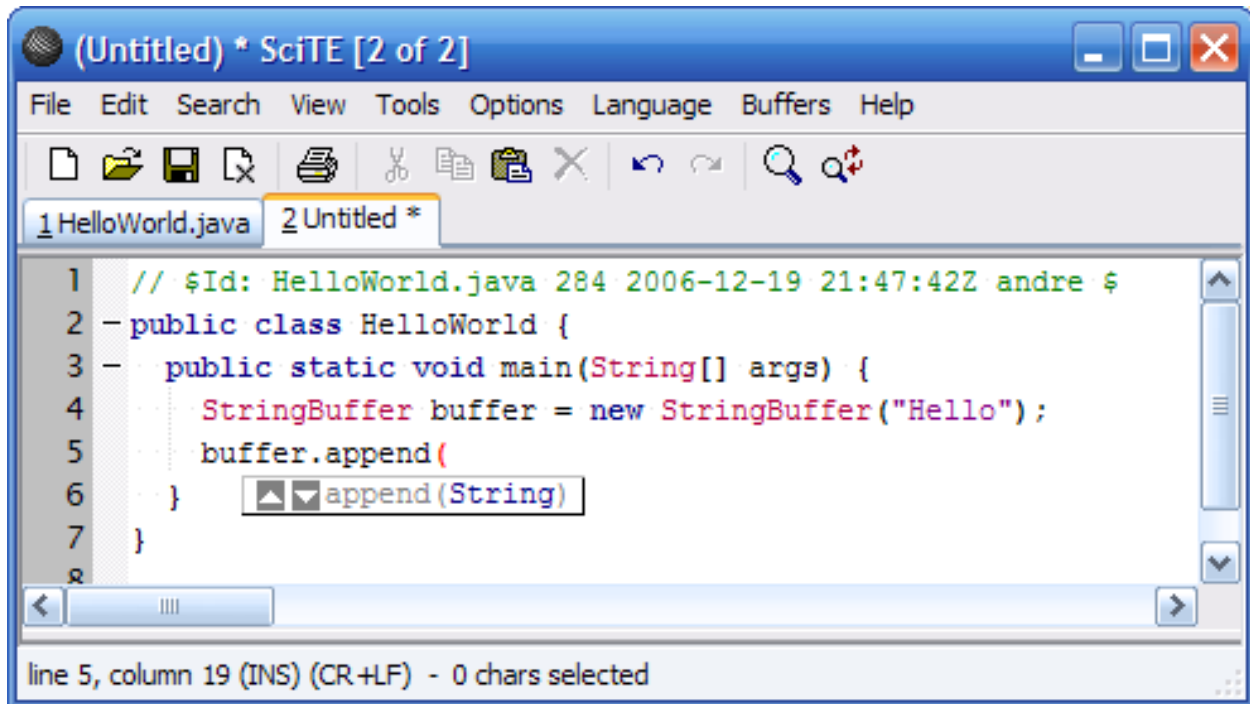 (Untitled) * SciTE [2 of 2]
File Edit Search View Tools Options Language Buffers Help
1 HelloWorld.java 2 Untitled *
1 // $Id: HelloWorld.java 284 2006-12-19 21:47:42Z andre $
2 public class HelloWorld {
3 public static void main(String[] args) {
4 StringBuffer buffer = new StringBuffer("Hello");
5 buffer.append(
6 } append(String)
7 }
8
line 5, column 19 (INS) (CR+LF) - 0 chars selected